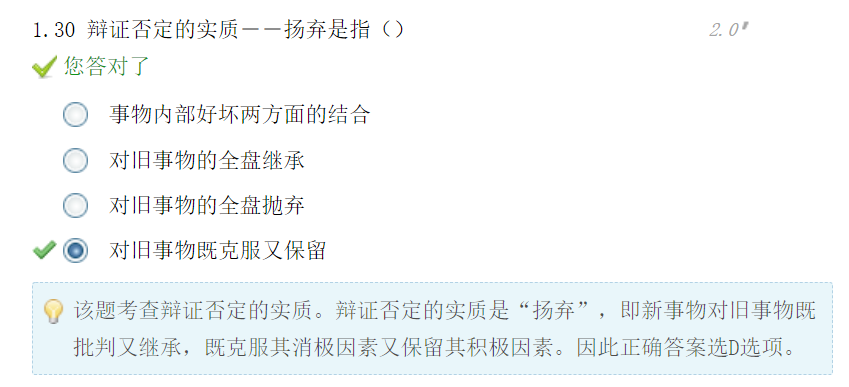 1.30 辩证否定的实质－－扬弃是指（）
2.0
您答对了
事物内部好坏两方面的结合
对旧事物的全盘继承
对旧事物的全盘抛弃
对旧事物既克服又保留
该题考查辩证否定的实质。辩证否定的实质是“扬弃”，即新事物对旧事物既
批判又继承，既克服其消极因素又保留其积极因素。因此正确答案选D选项。